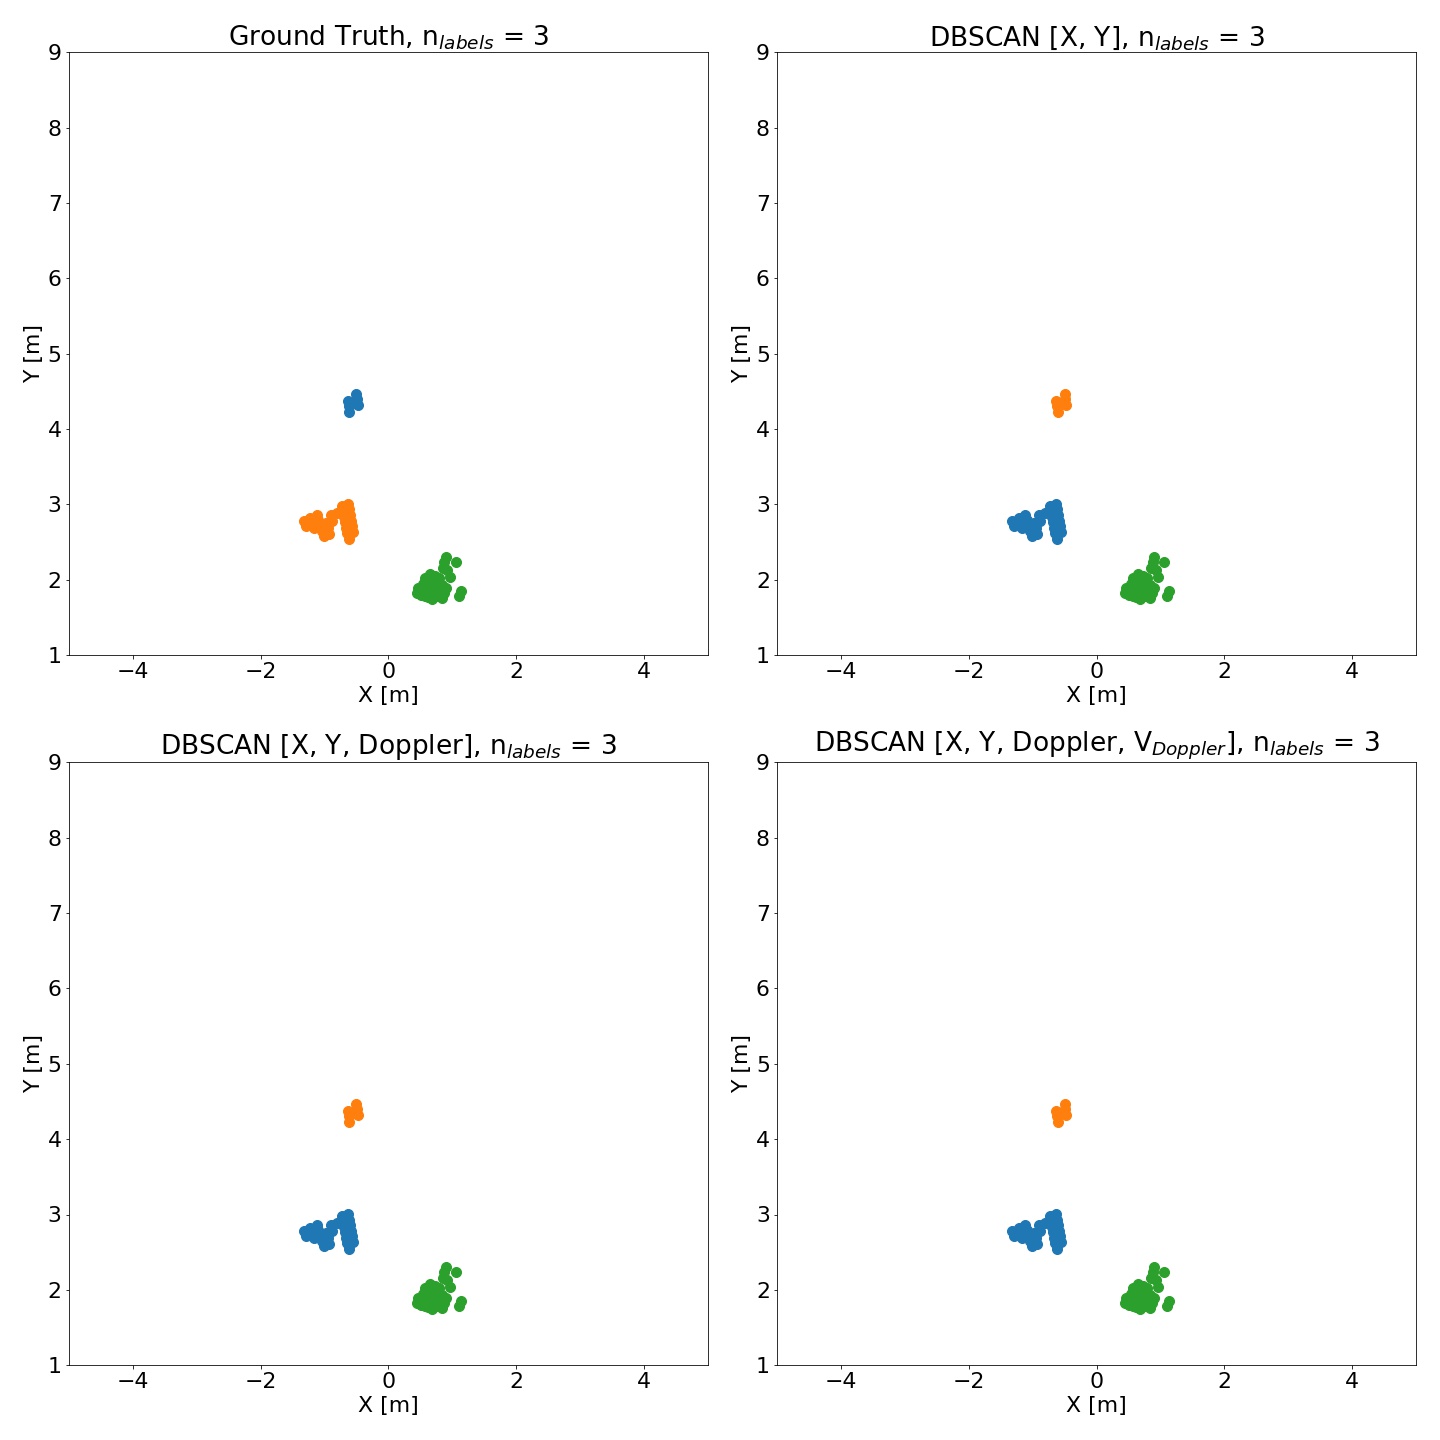 Ground Truth, n_labels = 3
9
8
7
6
5
4
3
2
1
Y [m]
−4 −2 0 2 4
X [m]
DBSCAN [X, Y], n_labels = 3
9
8
7
6
5
4
3
2
1
Y [m]
−4 −2 0 2 4
X [m]
DBSCAN [X, Y, Doppler], n_labels = 3
9
8
7
6
5
4
3
2
1
Y [m]
−4 −2 0 2 4
X [m]
DBSCAN [X, Y, Doppler, V_Doppler], n_labels = 3
9
8
7
6
5
4
3
2
1
Y [m]
−4 −2 0 2 4
X [m]